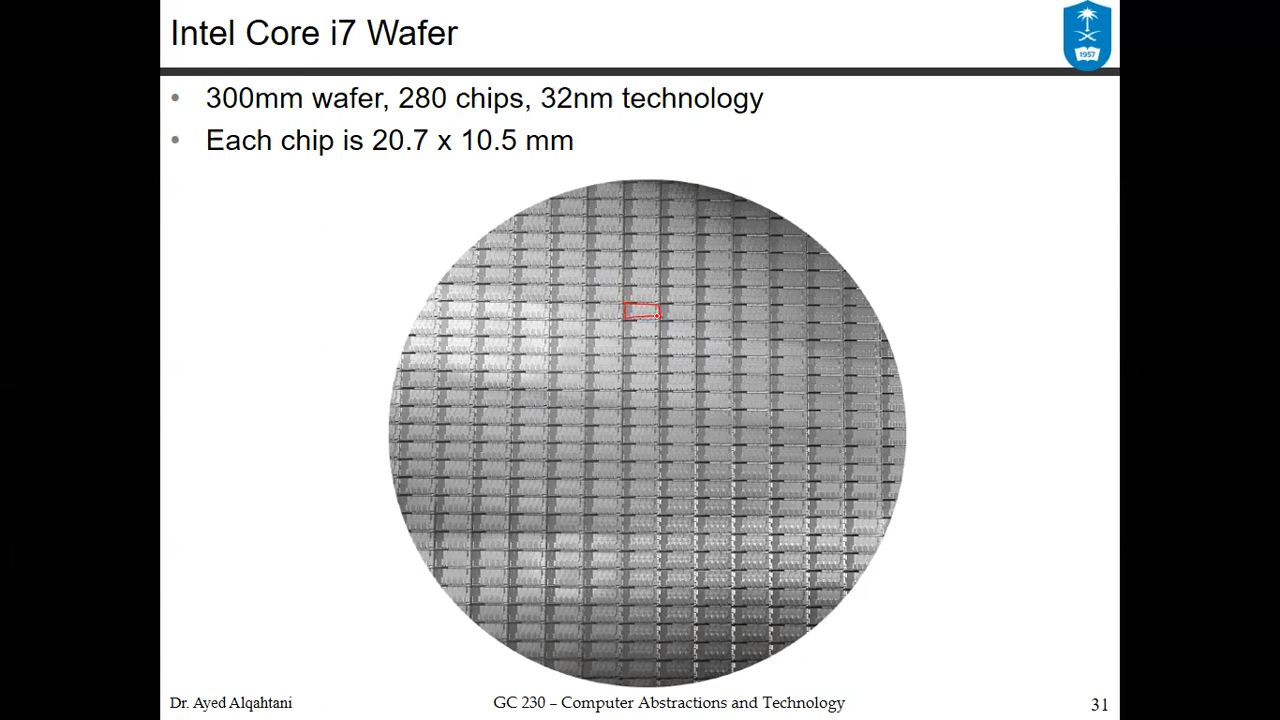 Intel Core i7 Wafer
1957
• 300mm wafer, 280 chips, 32nm technology
• Each chip is 20.7 x 10.5 mm
Dr. Ayed Alqahtani
GC 230 – Computer Abstractions and Technology
31